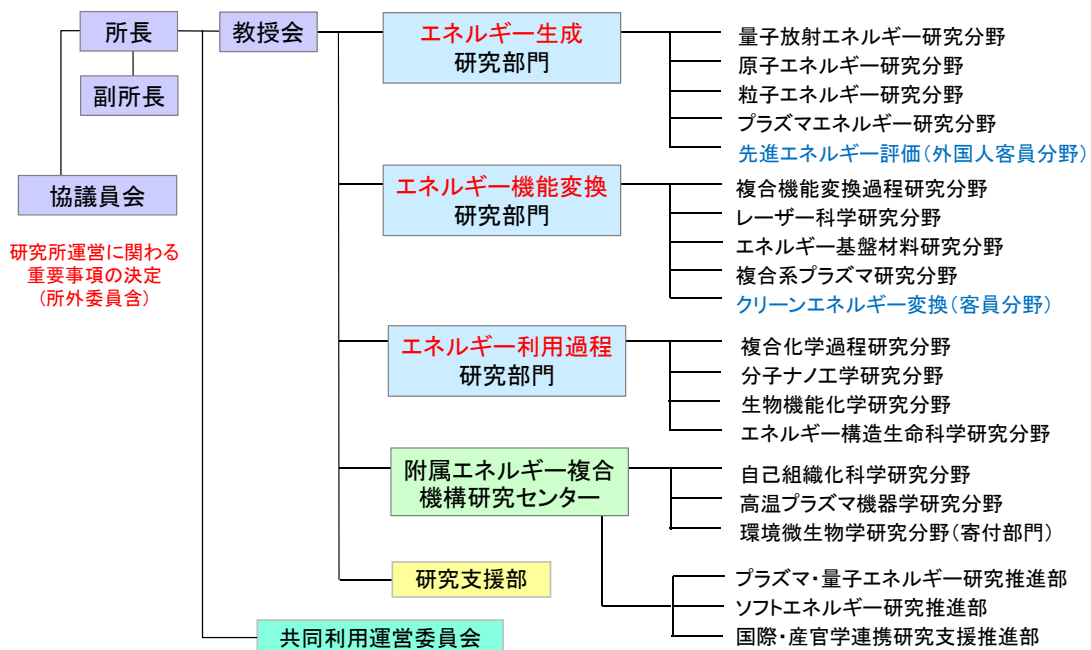 所長
副所長
協議員会
研究所運営に関わる
重要事項の決定
(所外委員含)
教授会
エネルギー生成
研究部門
量子放射エネルギー研究分野
原子エネルギー研究分野
粒子エネルギー研究分野
プラズマエネルギー研究分野
先進エネルギー評価(外国人客員分野)
エネルギー機能変換
研究部門
複合機能変換過程研究分野
レーザー科学研究分野
エネルギー基盤材料研究分野
複合系プラズマ研究分野
クリーンエネルギー変換(客員分野)
エネルギー利用過程
研究部門
複合化学過程研究分野
分子ナノ工学研究分野
生物機能化学研究分野
エネルギー構造生命科学研究分野
附属エネルギー複合
機構研究センター
自己組織化科学研究分野
高温プラズマ機器学研究分野
環境微生物学研究分野(寄付部門)
プラズマ・量子エネルギー研究推進部
ソフトエネルギー研究推進部
国際・産官学連携研究支援推進部
研究支援部
共同利用運営委員会